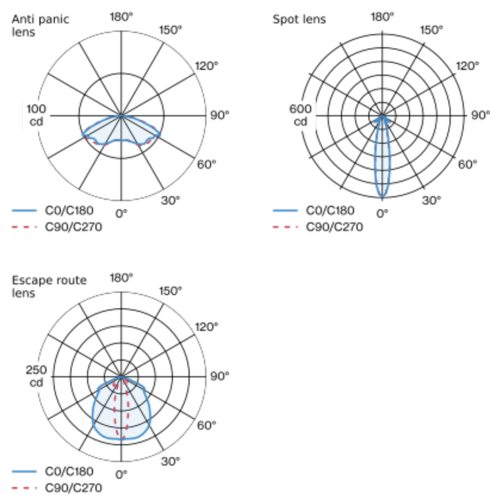 Anti panic
lens
180°
150°
120°
100
cd
90°
60°
30°
0°
C0/C180
C90/C270
Spot lens
180°
150°
120°
600
cd
90°
60°
30°
0°
C0/C180
C90/C270
Escape route
lens
180°
150°
120°
250
cd
90°
60°
30°
0°
C0/C180
C90/C270